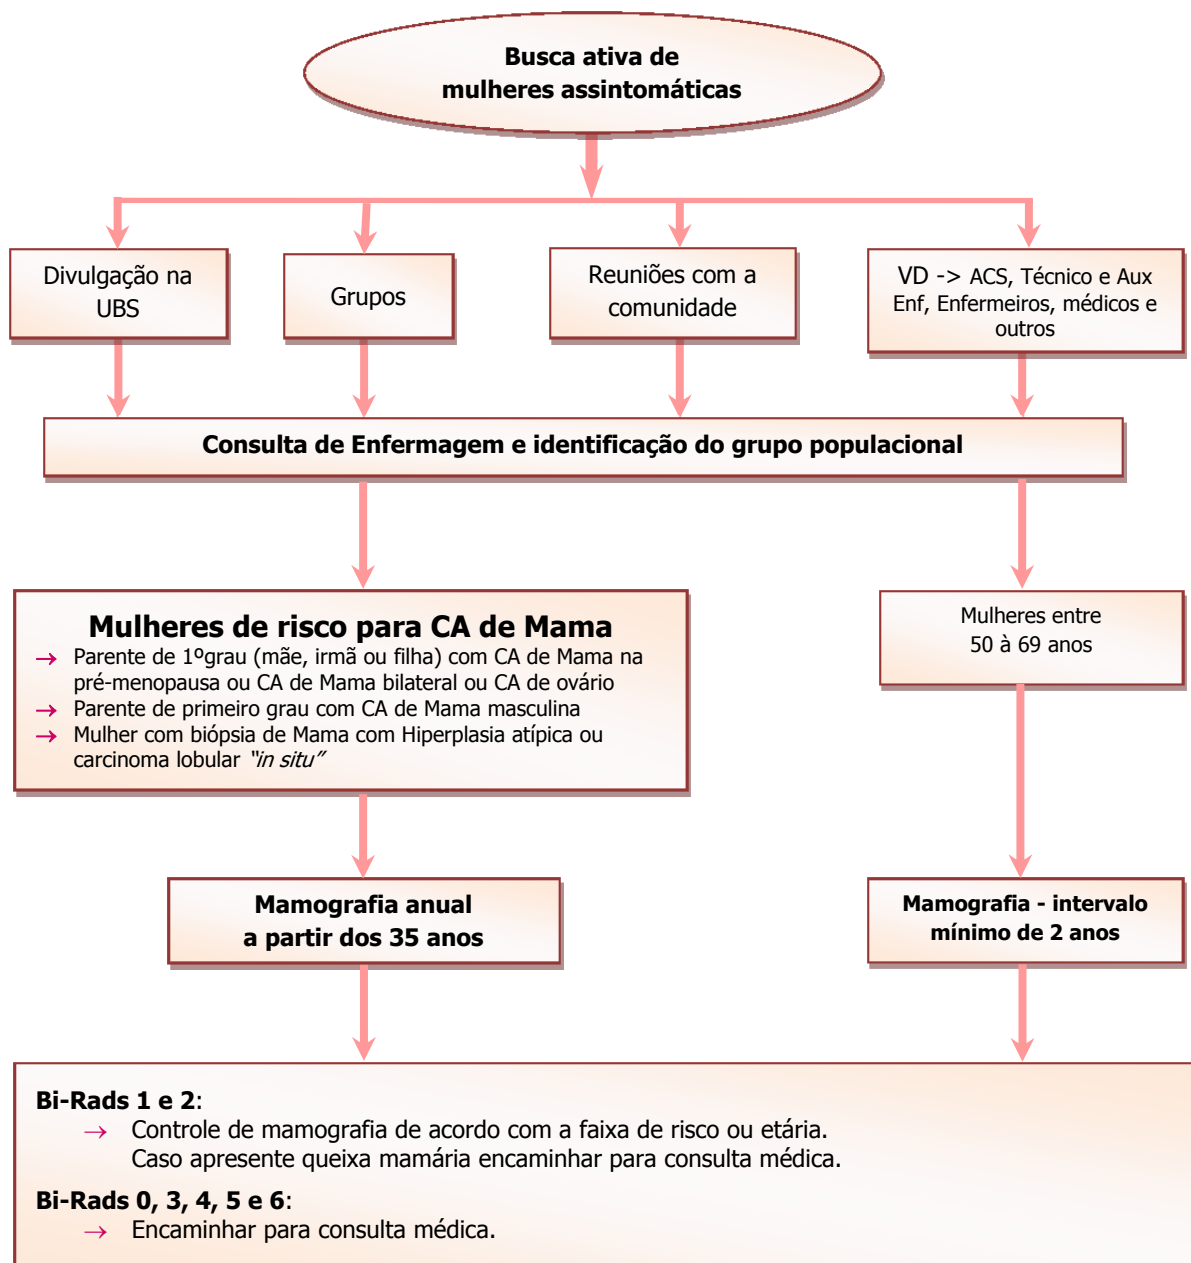 Busca ativa de
mulheres assintomáticas
Divulgação na
UBS
Grupos
Reuniões com a
comunidade
VD -> ACS, Técnico e Aux
Enf, Enfermeiros, médicos e
outros
Consulta de Enfermagem e identificação do grupo populacional
Mulheres de risco para CA de Mama
→ Parente de 1ºgrau (mãe, irmã ou filha) com CA de Mama na
pré-menopausa ou CA de Mama bilateral ou CA de ovário
→ Parente de primeiro grau com CA de Mama masculina
→ Mulher com biópsia de Mama com Hiperplasia atípica ou
carcinoma lobular "in situ"
Mulheres entre
50 à 69 anos
Mamografia anual
a partir dos 35 anos
Mamografia - intervalo
mínimo de 2 anos
Bi-Rads 1 e 2:
→ Controle de mamografia de acordo com a faixa de risco ou etária.
Caso apresente queixa mamária encaminhar para consulta médica.
Bi-Rads 0, 3, 4, 5 e 6:
→ Encaminhar para consulta médica.